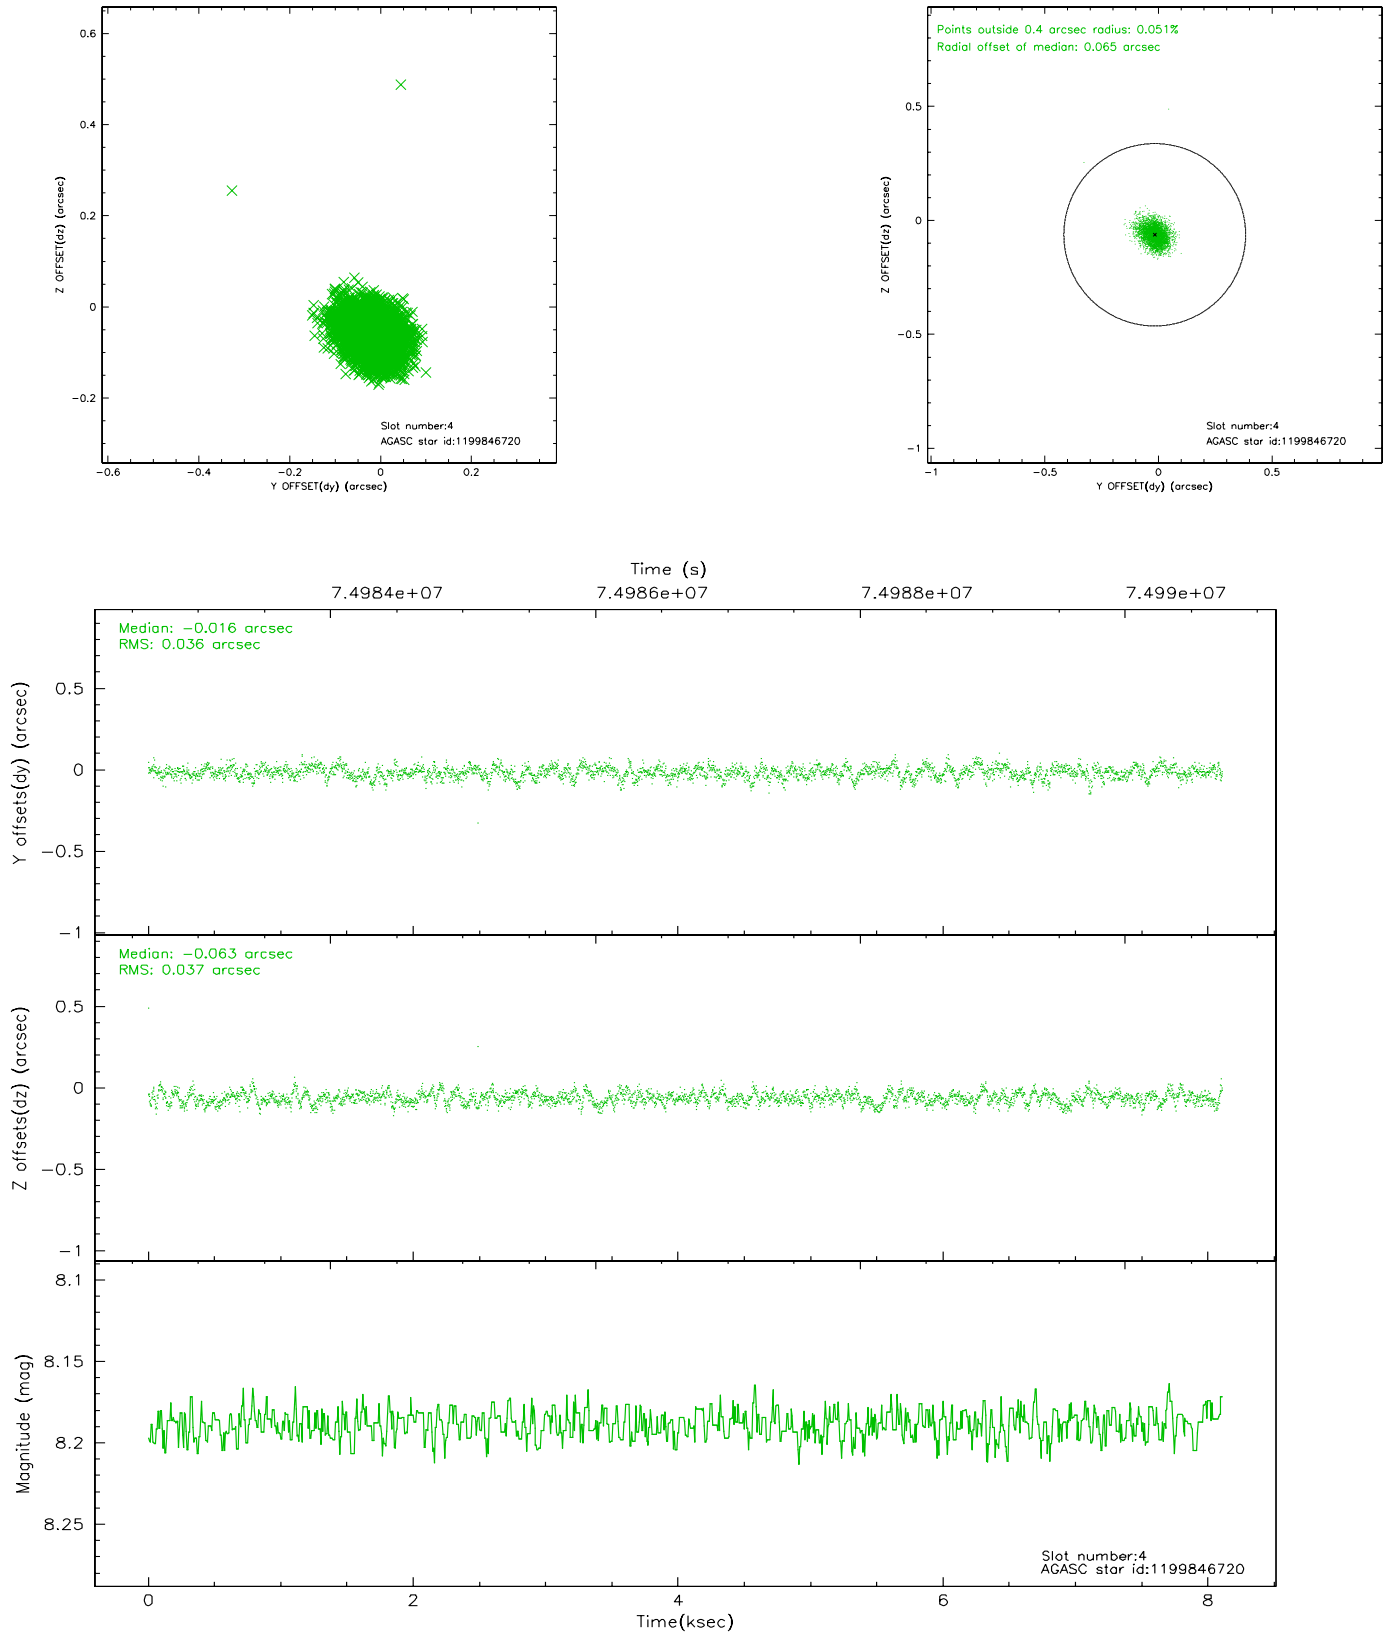 0.6
0.4
0.2
0
-0.2
Z OFFSET(dz) (arcsec)
Slot number:4
AGASC star id:1199846720
-0.6 -0.4 -0.2 0 0.2
Y OFFSET(dy) (arcsec)
Points outside 0.4 arcsec radius: 0.051%
Radial offset of median: 0.065 arcsec
0.5
0
-0.5
-1
Z OFFSET(dz) (arcsec)
Slot number:4
AGASC star id:1199846720
-1 -0.5 0 0.5
Y OFFSET(dy) (arcsec)
Time (s)
7.4984e+07 7.4986e+07 7.4988e+07 7.499e+07
Median: -0.016 arcsec
RMS: 0.036 arcsec
0.5
0
-0.5
-1
Y offsets(dy) (arcsec)
Median: -0.063 arcsec
RMS: 0.037 arcsec
0.5
0
-0.5
-1
Z offsets(dz) (arcsec)
8.1
8.15
8.2
8.25
Magnitude (mag)
Slot number:4
AGASC star id:1199846720
0 2 4 6 8
Time(ksec)